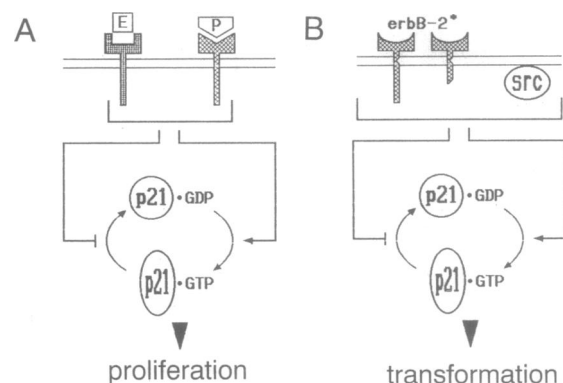 A
E
P
p21 ·GDP
p21 ·GTP
proliferation
B
erbB-2*
src
p21 ·GDP
p21 ·GTP
transformation